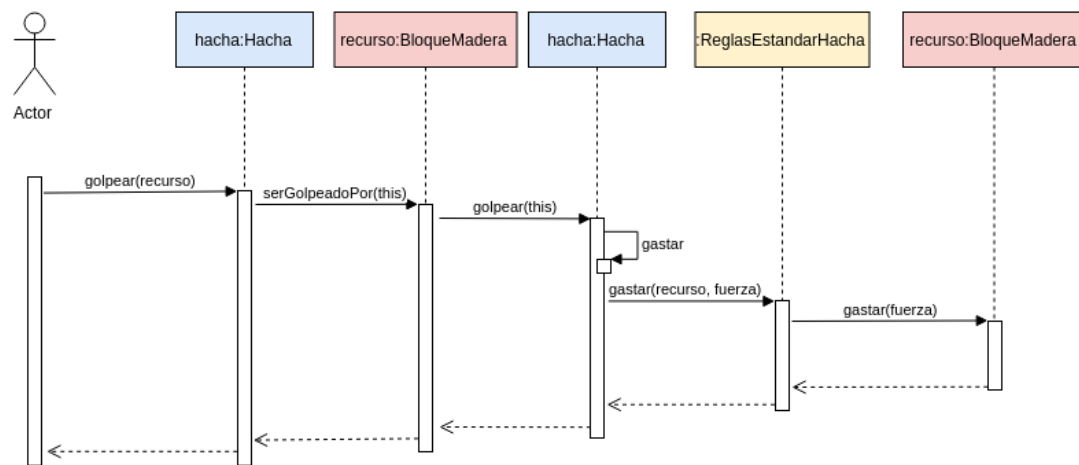 hacha:Hacha
recurso:BloqueMadera
hacha:Hacha
:ReglasEstandarHacha
recurso:BloqueMadera
Actor
golpear(recurso)
serGolpeadoPor(this)
golpear(this)
gastar
gastar(recurso, fuerza)
gastar(fuerza)